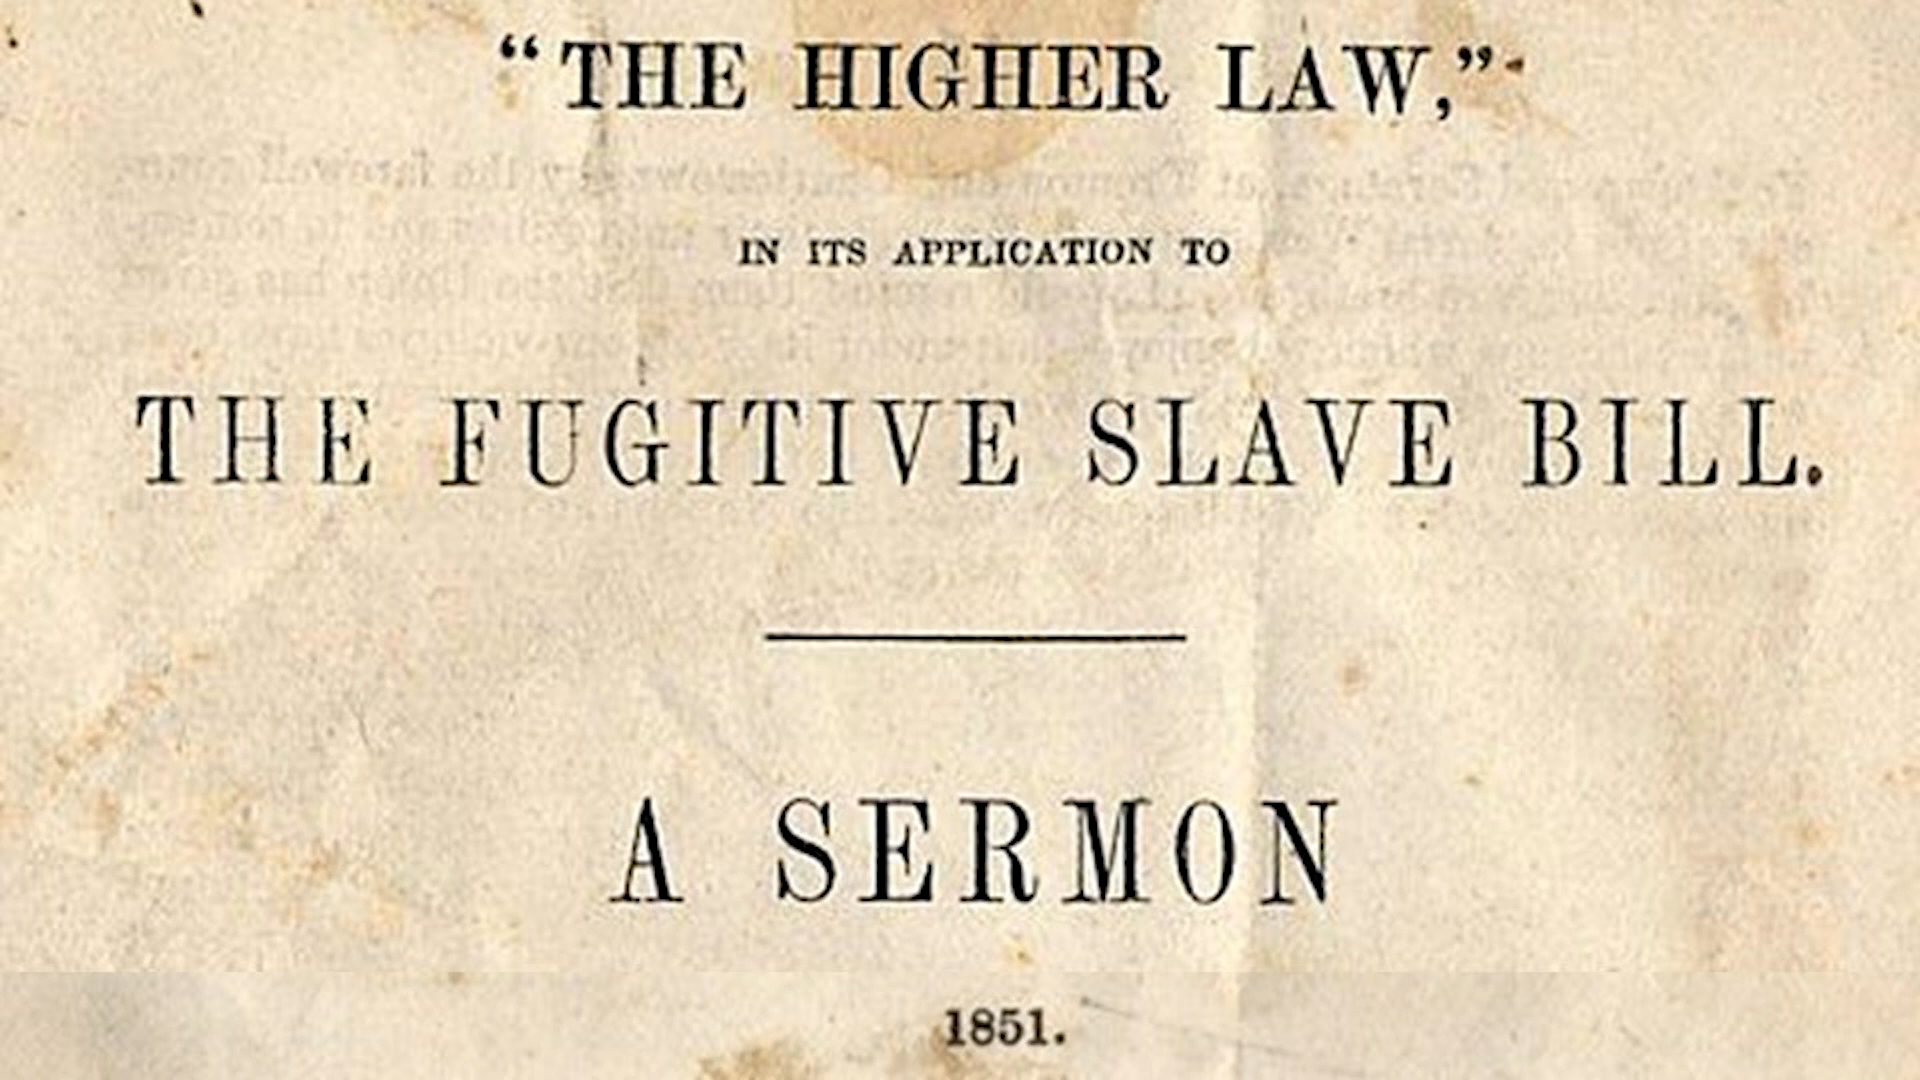 “THE HIGHER LAW,”
IN ITS APPLICATION TO
THE FUGITIVE SLAVE BILL.
A SERMON
1851.